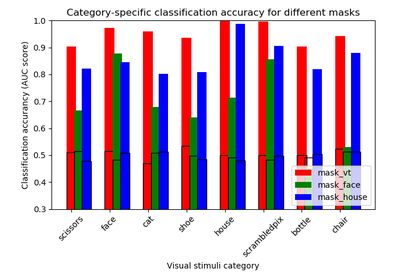 Category-specific classification accuracy for different masks
Classification accurancy (AUC score)
1.0
0.9
0.8
0.7
0.6
0.5
0.4
0.3
mask_vt
mask_face
mask_house
scissors
face
cat
shoe
house
scrambledpix
bottle
chair
Visual stimuli category